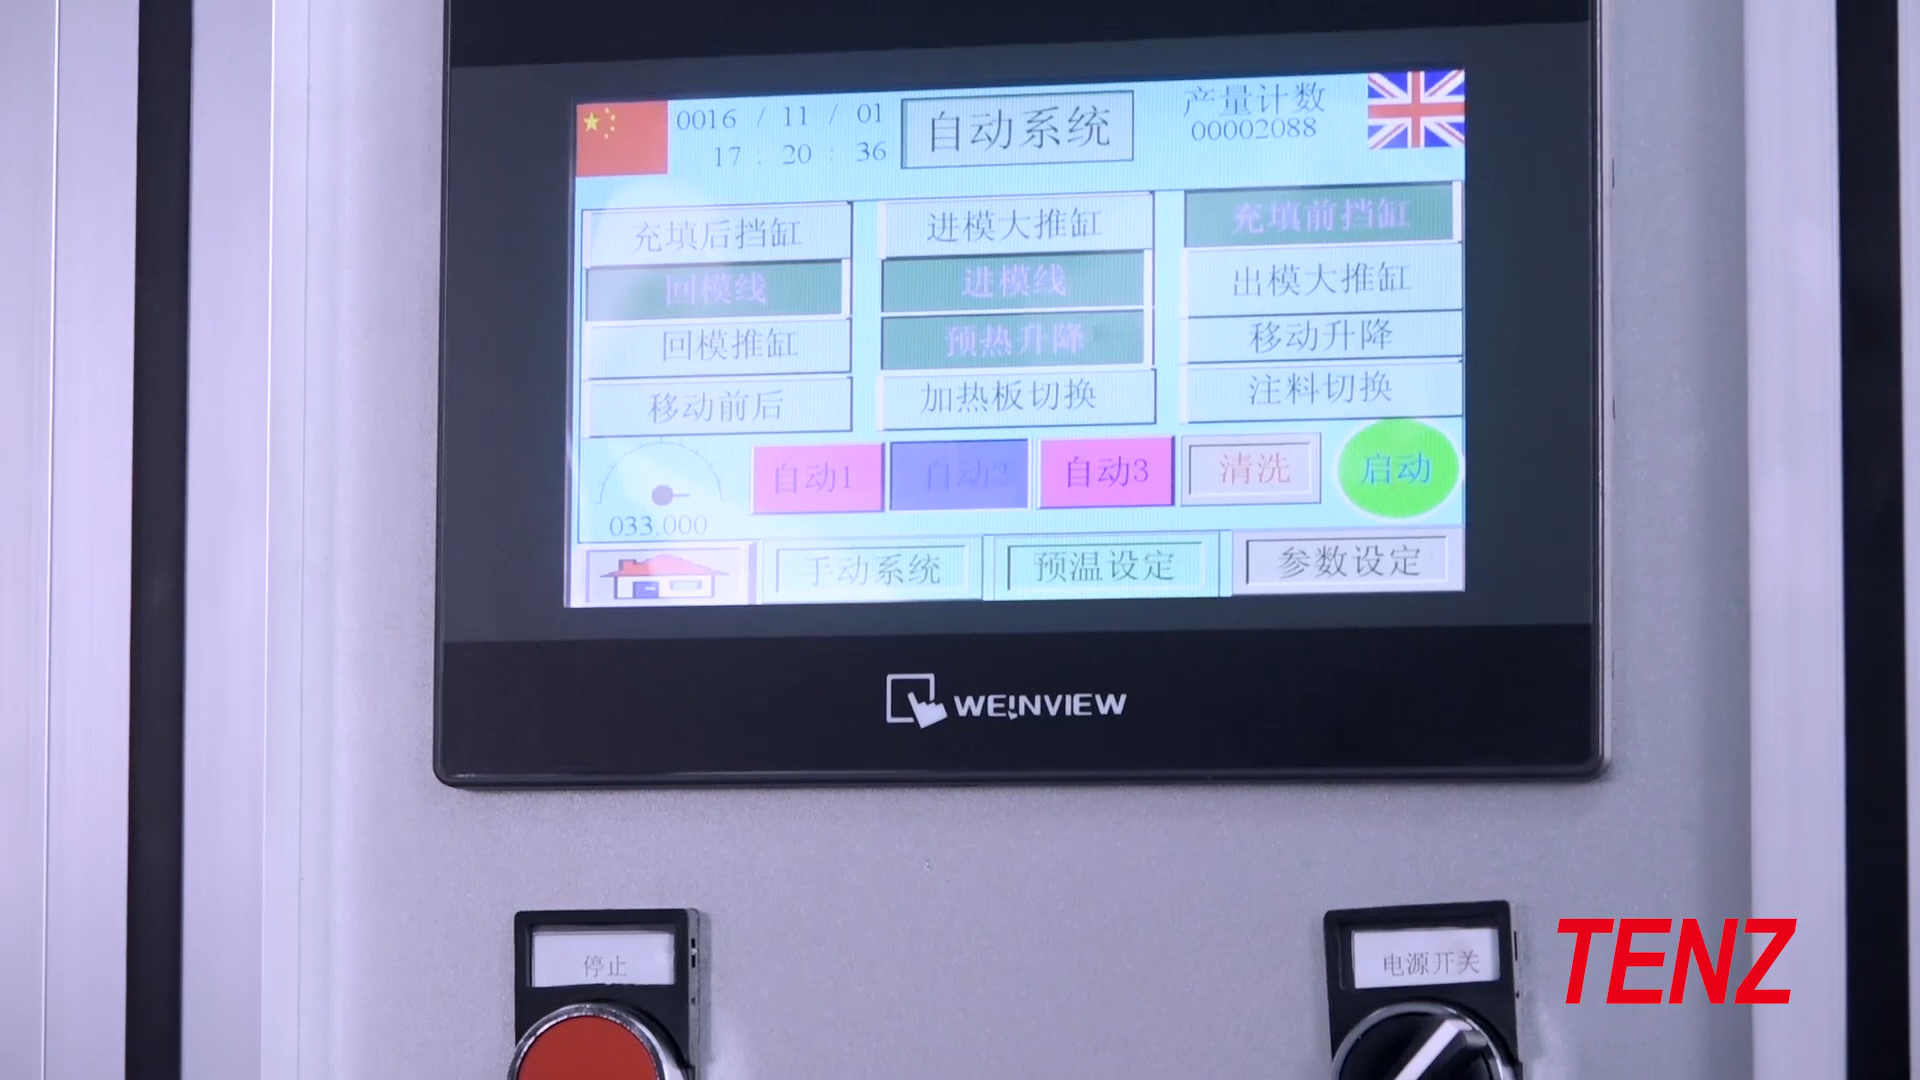 0016 / 11 / 01
17 : 20 : 36
自动系统
产量计数
00002088
充填后挡缸
进模大推缸
充填前挡缸
回模线
进模线
出模大推缸
回模推缸
预热升降
移动升降
移动前后
加热板切换
注料切换
033.000
自动1
自动2
自动3
清洗
启动
手动系统
预温设定
参数设定
WEINVIEW
停止
电源开关
TENZ